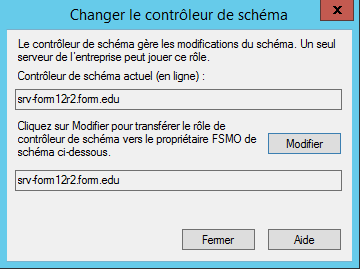 Changer le contrôleur de schéma
x
Le contrôleur de schéma gère les modifications du schéma. Un seul
serveur de l'entreprise peut jouer ce rôle.
Contrôleur de schéma actuel (en ligne) :
srv-form12r2.form.edu
Cliquez sur Modifier pour transférer le rôle de
contrôleur de schéma vers le propriétaire FSMO de
schéma ci-dessous.
Modifier
srv-form12r2.form.edu
Fermer
Aide